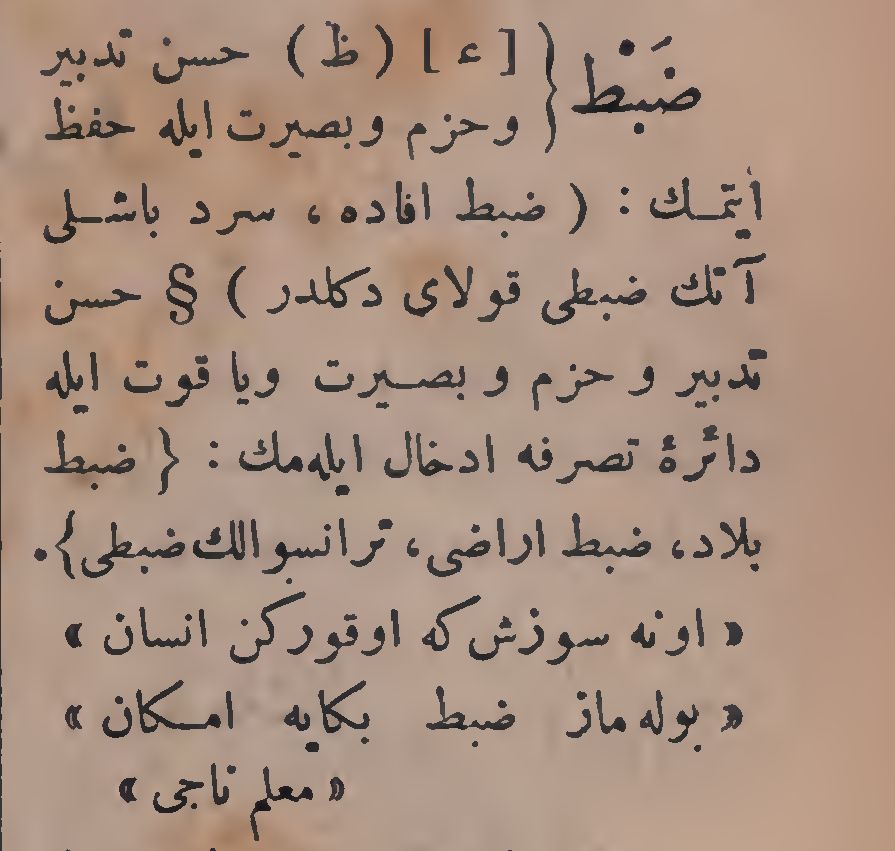 ضَبْط } [ ع ] ( ظ ) حسن تدبير
وحزم وبصيرت ايله حفظ
ايتمك : ( ضبط افاده ، سرد باشلى
آتك ضبطى قولاى دكلدر ) § حسن
تدبير و حزم و بصيرت ويا قوت ايله
دائرۀ تصرفه ادخال ايله‌مك : { ضبط
بلاد، ضبط اراضى، ترانسوالك ضبطى}.
« اونه سوزش كه اوقوركن انسان »
« بوله ماز ضبط بكايه امكان »
« معلم ناجى »